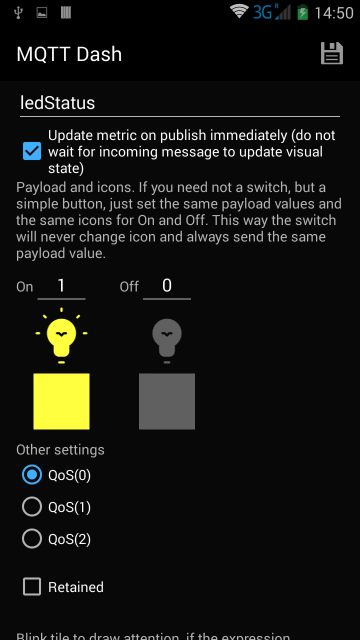 3G R 14:50
MQTT Dash
ledStatus
Update metric on publish immediately (do not
wait for incoming message to update visual
state)
Payload and icons. If you need not a switch, but a
simple button, just set the same payload values and
the same icons for On and Off. This way the switch
will never change icon and always send the same
payload value.
On 1 Off 0
Other settings
QoS(0)
QoS(1)
QoS(2)
Retained
Blink tile to draw attention, if the expression